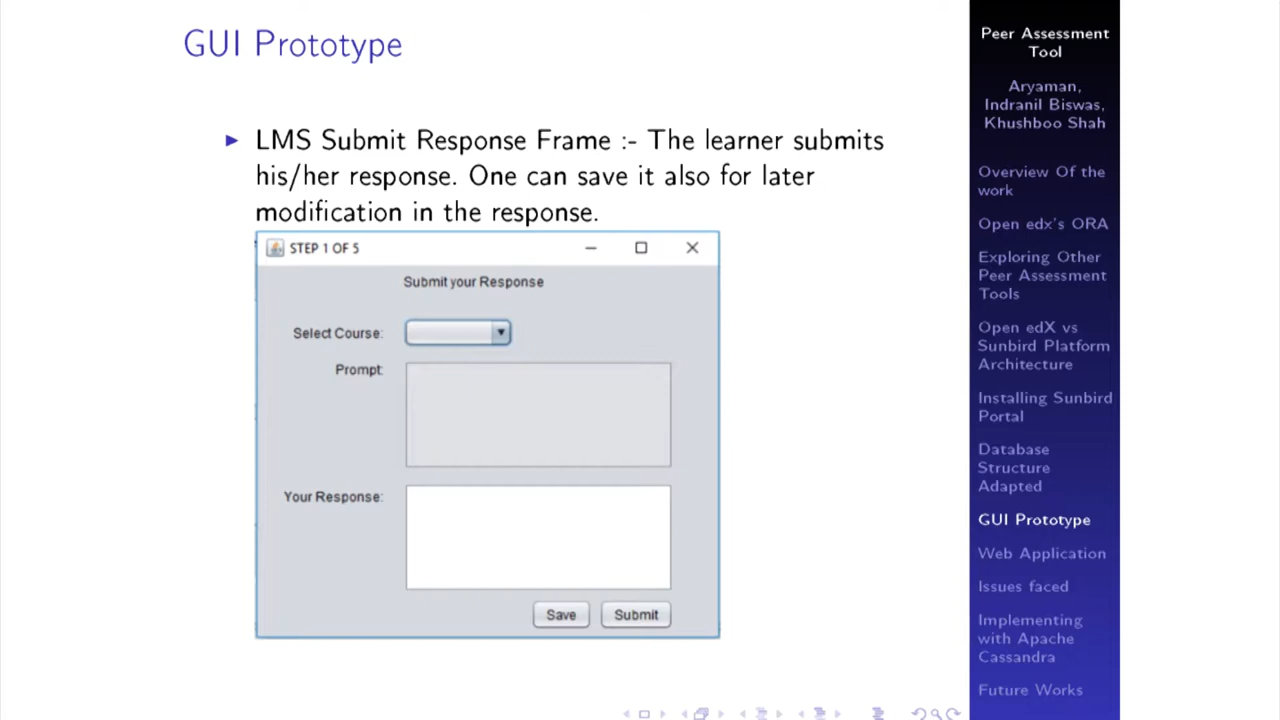 GUI Prototype
LMS Submit Response Frame :- The learner submits
his/her response. One can save it also for later
modification in the response.
STEP 1 OF 5
Submit your Response
Select Course:
Prompt:
Your Response:
Save Submit
Peer Assessment
Tool
Aryaman,
Indranil Biswas,
Khushboo Shah
Overview Of the
work
Open edx's ORA
Exploring Other
Peer Assessment
Tools
Open edX vs
Sunbird Platform
Architecture
Installing Sunbird
Portal
Database
Structure
Adapted
GUI Prototype
Web Application
Issues faced
Implementing
with Apache
Cassandra
Future Works